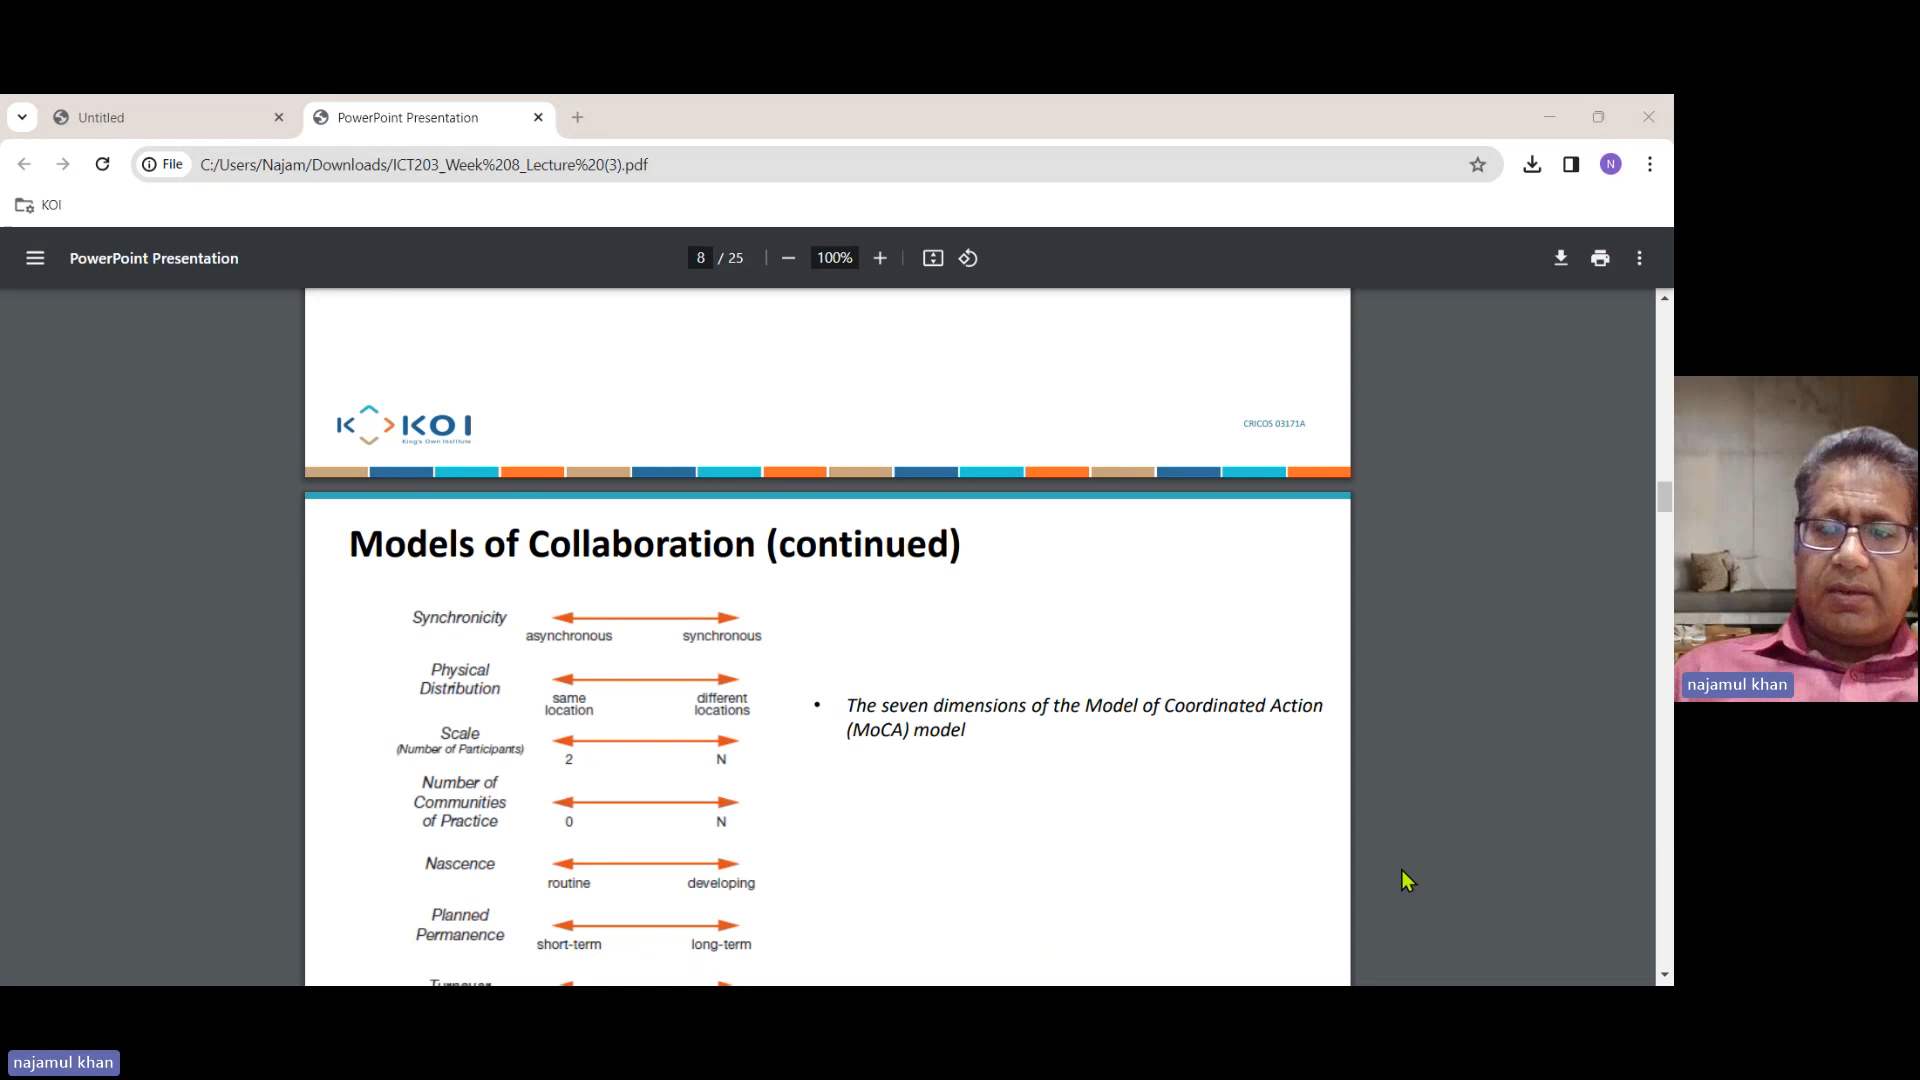 Untitled
PowerPoint Presentation
File
C:/Users/Najam/Downloads/ICT203_Week%208_Lecture%20(3).pdf
N
KOI
PowerPoint Presentation
8 / 25
100%
K KOI
King's Own Institute
CRICOS 03171A
Models of Collaboration (continued)
Synchronicity
asynchronous synchronous
Physical
Distribution
same
location
different
locations
Scale
(Number of Participants)
2 N
Number of
Communities
of Practice
0 N
Nascence
routine developing
Planned
Permanence
short-term long-term
• The seven dimensions of the Model of Coordinated Action
(MoCA) model
najamul khan
najamul khan